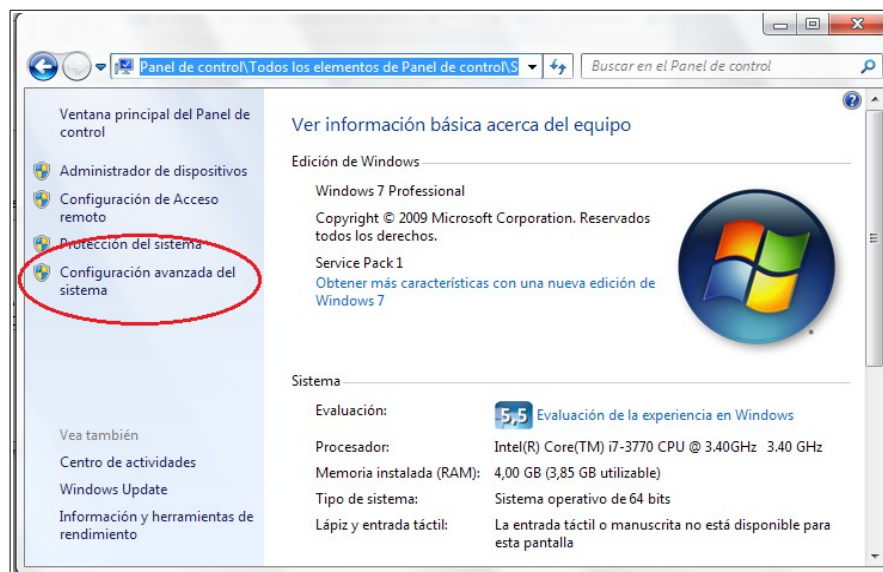 Panel de control\Todos los elementos de Panel de control\S
Buscar en el Panel de control
Ventana principal del Panel de
control
Administrador de dispositivos
Configuración de Acceso
remoto
Protección del sistema
Configuración avanzada del
sistema
Vea también
Centro de actividades
Windows Update
Información y herramientas de
rendimiento
Ver información básica acerca del equipo
Edición de Windows
Windows 7 Professional
Copyright © 2009 Microsoft Corporation. Reservados
todos los derechos.
Service Pack 1
Obtener más características con una nueva edición de
Windows 7
Sistema
Evaluación: 5,5 Evaluación de la experiencia en Windows
Procesador: Intel(R) Core(TM) i7-3770 CPU @ 3.40GHz 3.40 GHz
Memoria instalada (RAM): 4,00 GB (3,85 GB utilizable)
Tipo de sistema: Sistema operativo de 64 bits
Lápiz y entrada táctil: La entrada táctil o manuscrita no está disponible para
esta pantalla